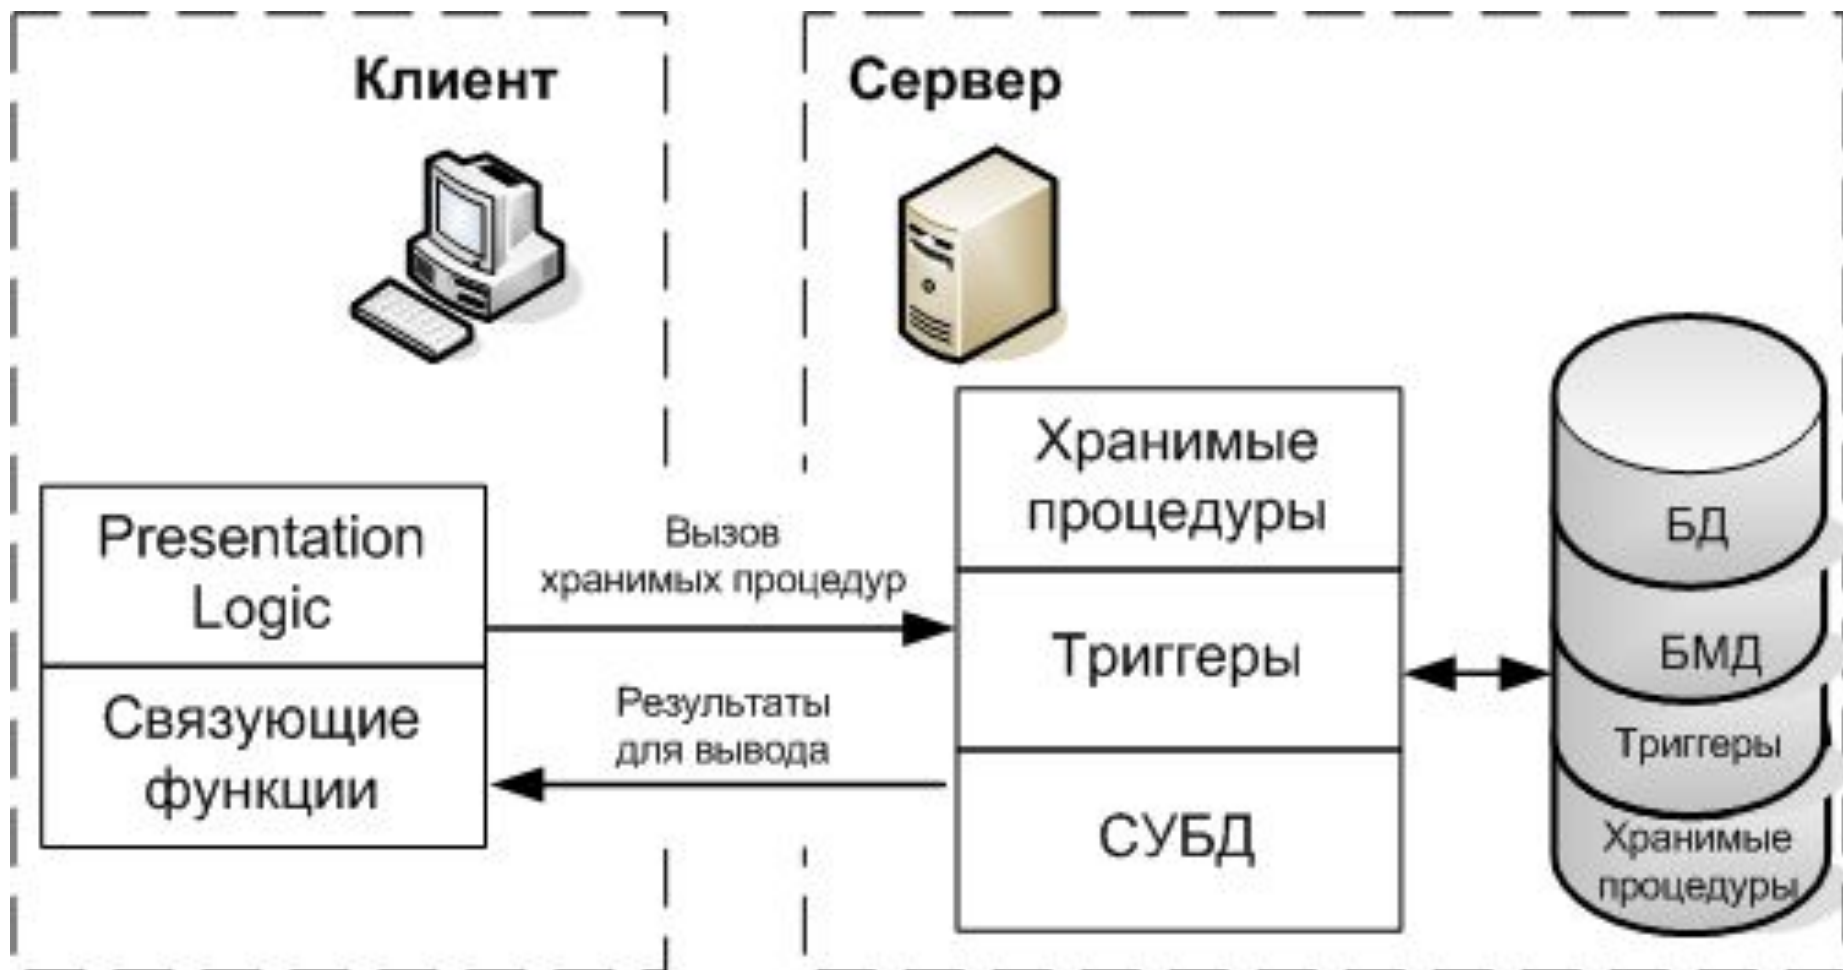 Клиент
Сервер
Presentation
Logic
Связующие
функции
Вызов
хранимых процедур
Результаты
для вывода
Хранимые
процедуры
Триггеры
СУБД
БД
БМД
Триггеры
Хранимые
процедуры